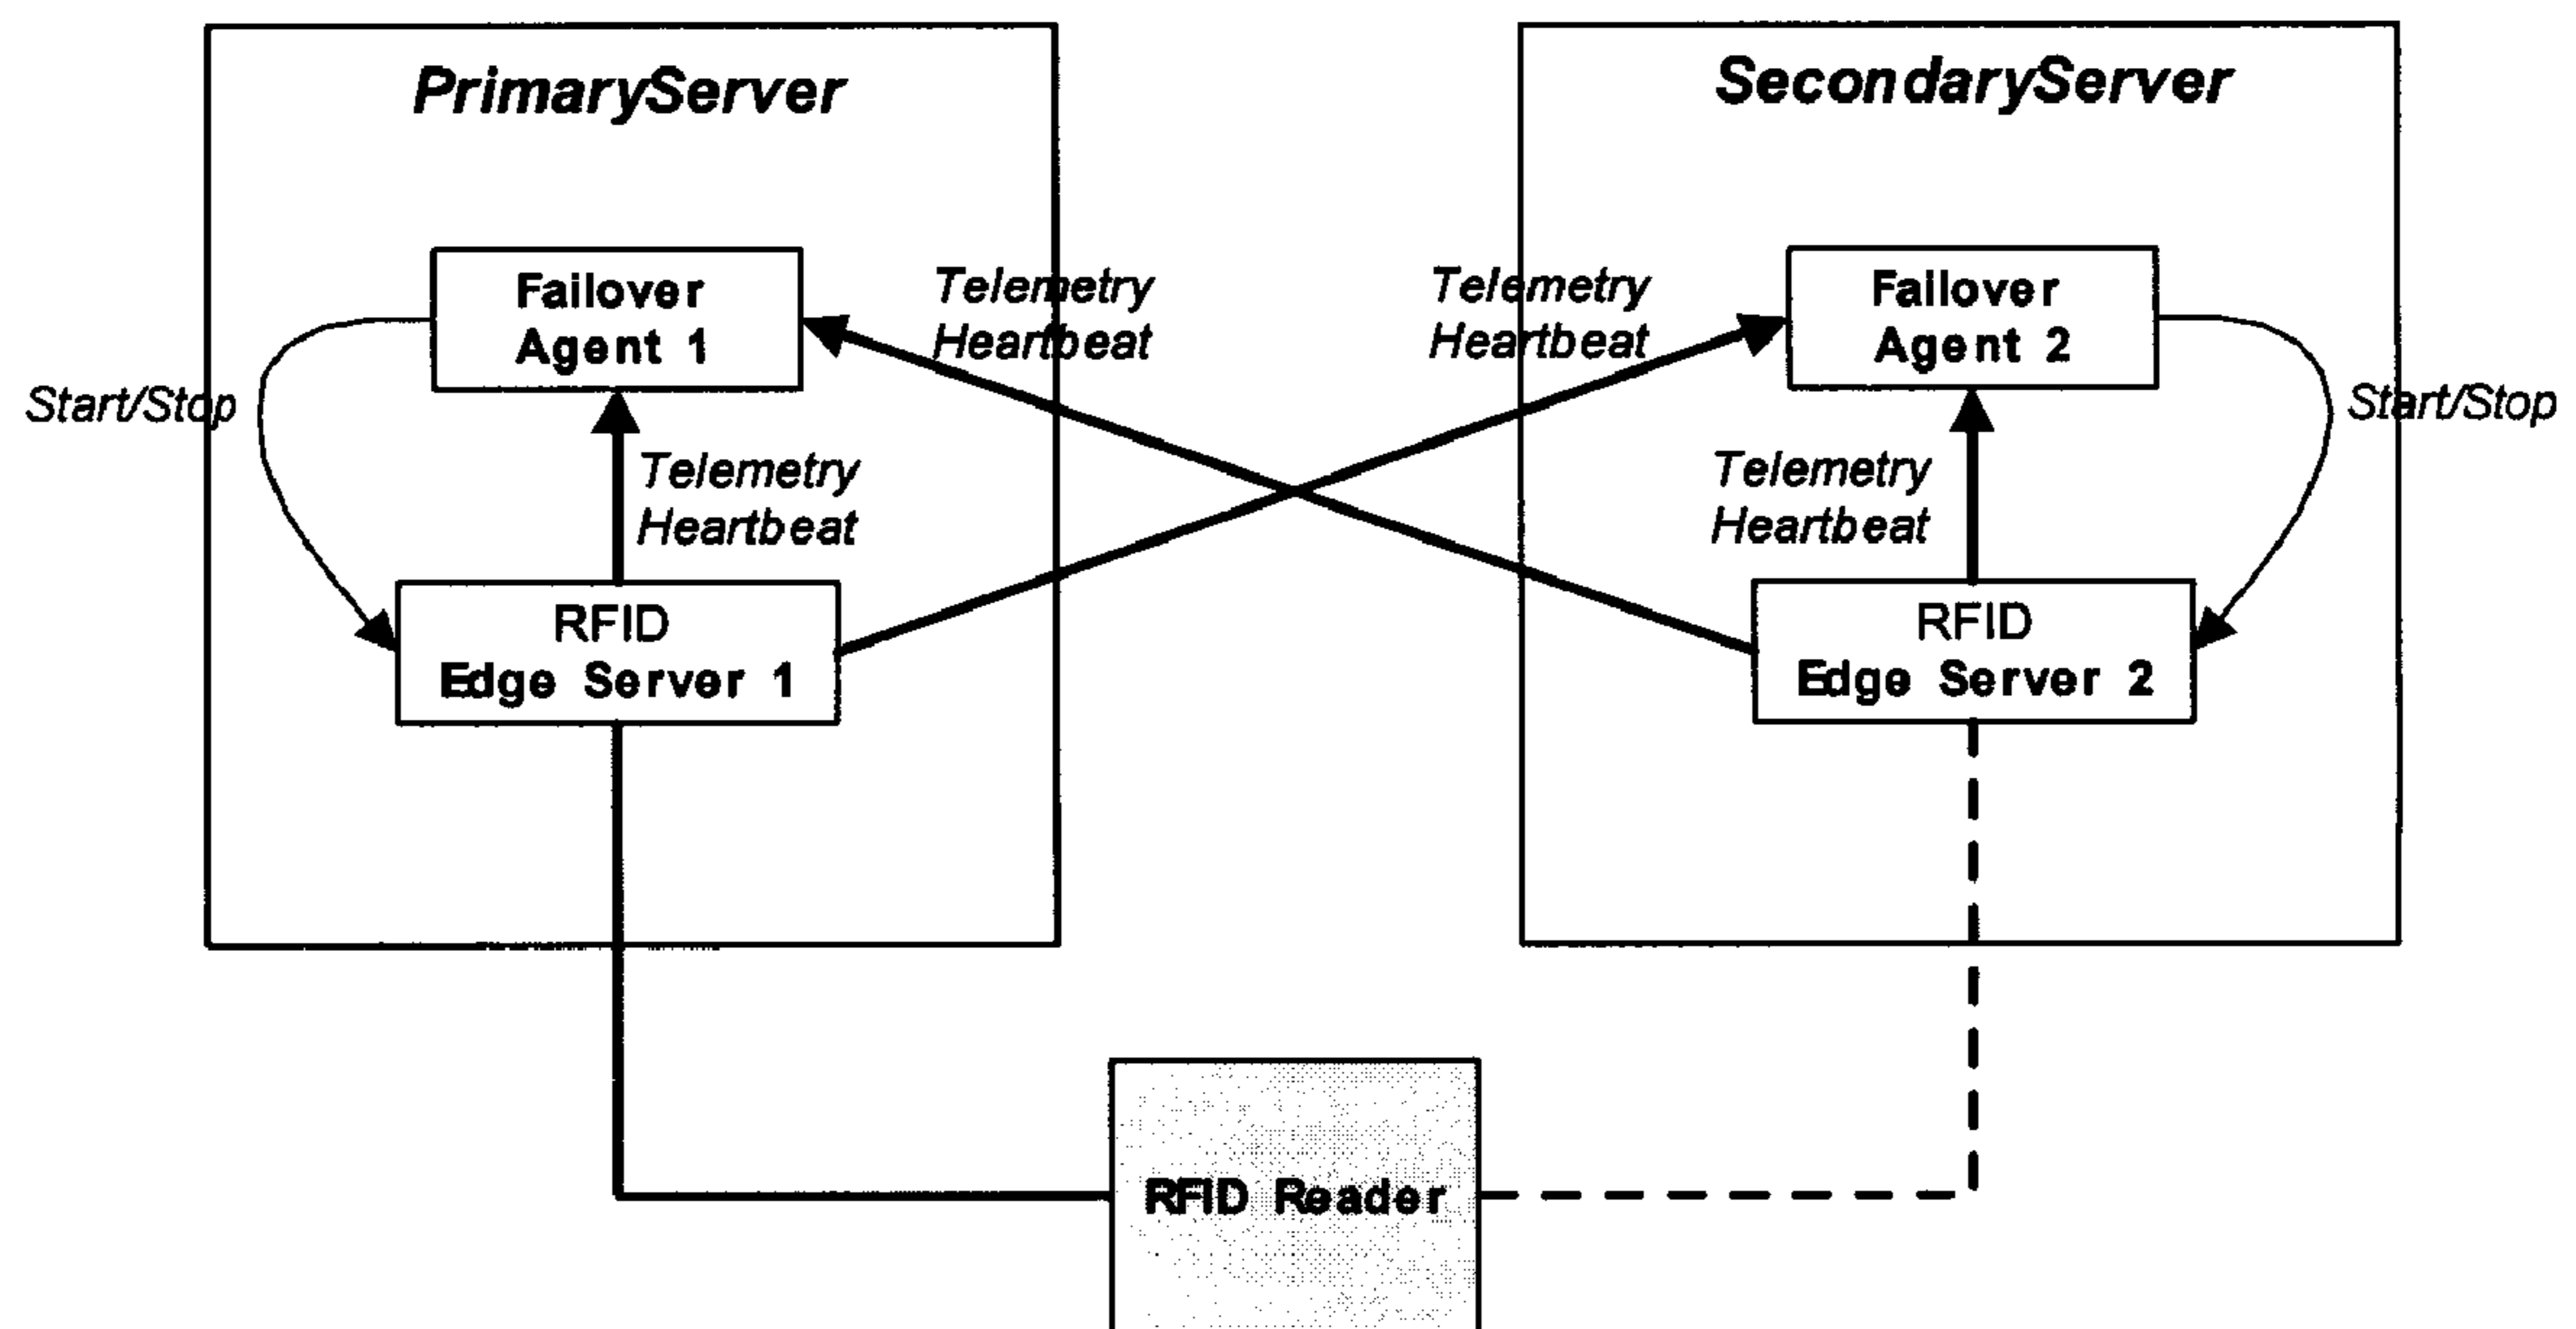 PrimaryServer
SecondaryServer
Failover
Agent 1
Telemetry
Heartbeat
Telemetry
Heartbeat
Failover
Agent 2
Start/Stop
Start/Stop
Telemetry
Heartbeat
Telemetry
Heartbeat
RFID
Edge Server 1
RFID
Edge Server 2
RFID Reader